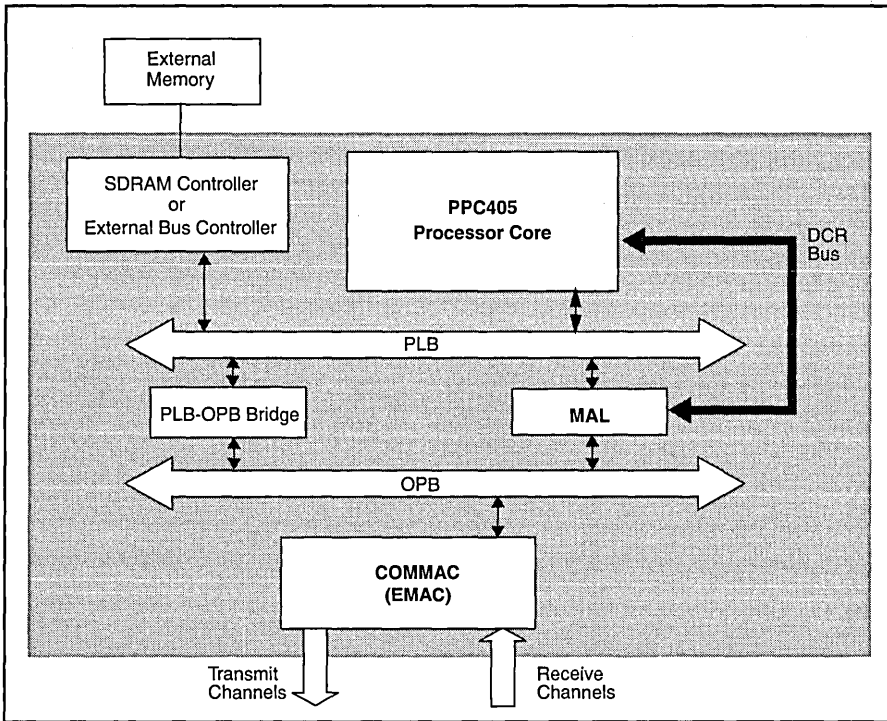 External
Memory
SDRAM Controller
or
External Bus Controller
PPC405
Processor Core
DCR
Bus
PLB
PLB-OPB Bridge
MAL
OPB
COMMAC
(EMAC)
Transmit
Channels
Receive
Channels